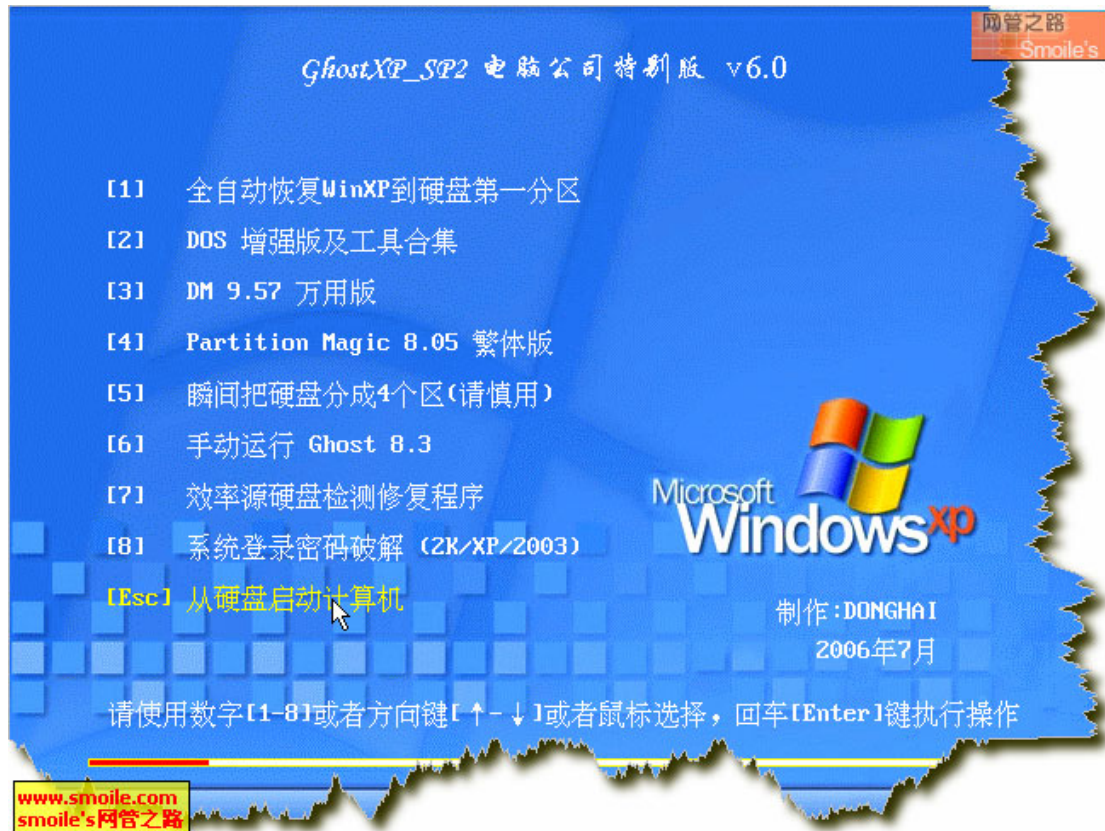 网管之路
Smoile's
GhostXP_SP2 电脑公司特别版 v6.0
[1] 全自动恢复WinXP到硬盘第一分区
[2] DOS 增强版及工具合集
[3] DM 9.57 万用版
[4] Partition Magic 8.05 繁体版
[5] 瞬间把硬盘分成4个区(请慎用)
[6] 手动运行 Ghost 8.3
[7] 效率源硬盘检测修复程序
[8] 系统登录密码破解 (2K/XP/2003)
[Esc] 从硬盘启动计算机
Microsoft
Windows xp
制作:DONGHAI
2006年7月
请使用数字[1-8]或者方向键[↑-↓]或者鼠标选择，回车[Enter]键执行操作
www.smoile.com
smoile's网管之路